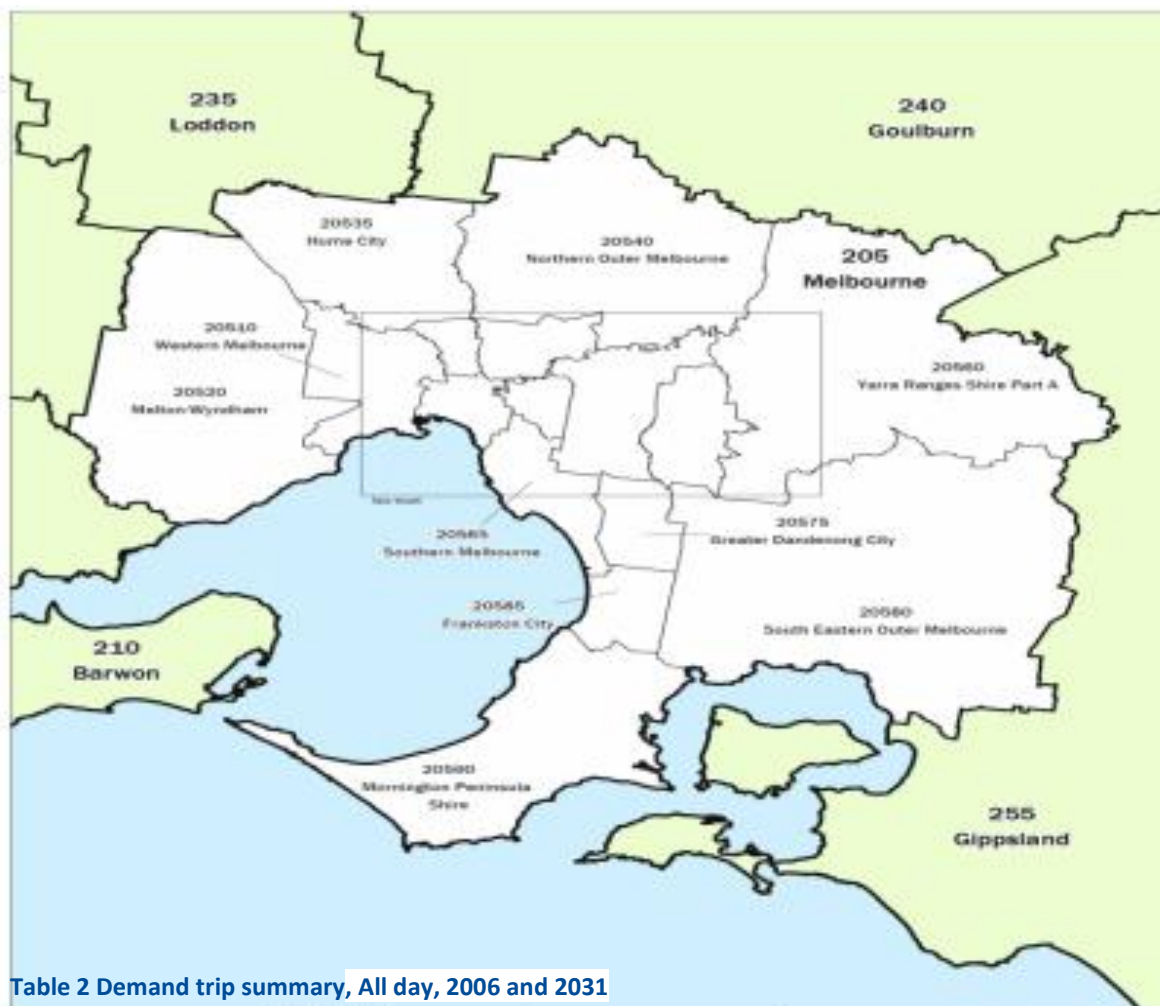 235
Loddon
240
Goulburn
20535
Hume City
20540
Northern Outer Melbourne
205
Melbourne
20510
Western Melbourne
20520
Melton-Wyndham
20560
Yarra Ranges Shire Part A
20565
Southern Melbourne
20575
Greater Dandenong City
20585
Frankston City
20580
South Eastern Outer Melbourne
210
Barwon
20590
Mornington Peninsula
Shire
255
Gippsland
Table 2 Demand trip summary, All day, 2006 and 2031